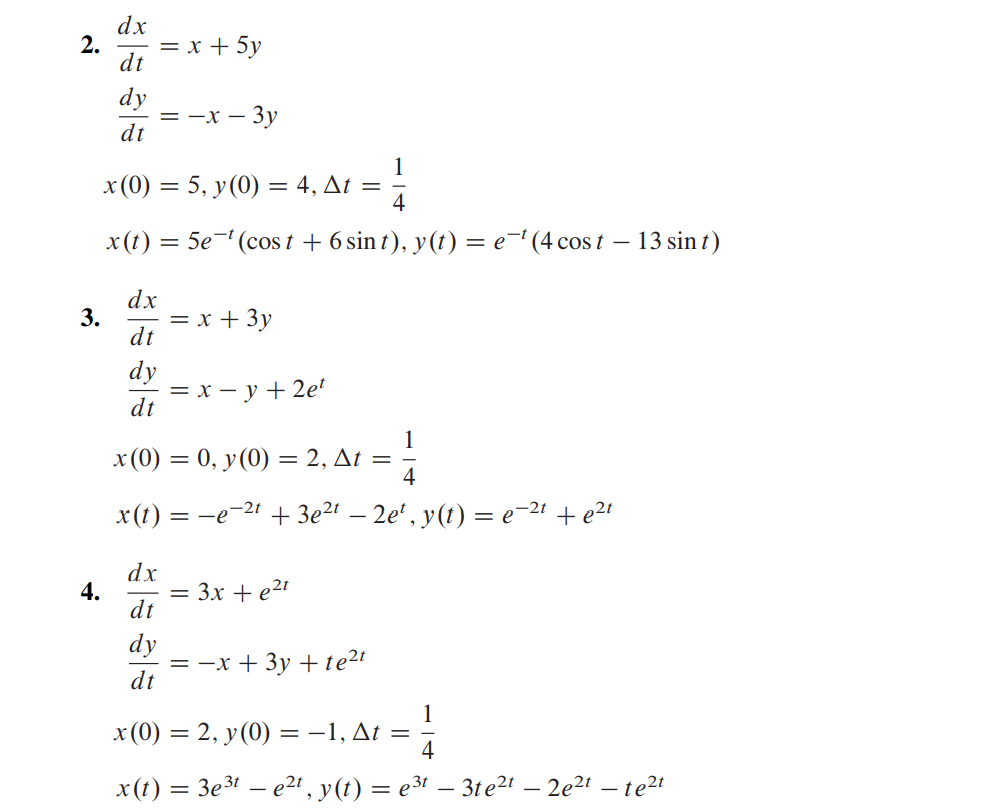 2. dx/dt = x + 5y
dy/dt = −x − 3y
x(0) = 5, y(0) = 4, Δt = 1/4
x(t) = 5e^{−t}(cos t + 6 sin t), y(t) = e^{−t}(4 cos t − 13 sin t)
3. dx/dt = x + 3y
dy/dt = x − y + 2e^{t}
x(0) = 0, y(0) = 2, Δt = 1/4
x(t) = −e^{−2t} + 3e^{2t} − 2e^{t}, y(t) = e^{−2t} + e^{2t}
4. dx/dt = 3x + e^{2t}
dy/dt = −x + 3y + te^{2t}
x(0) = 2, y(0) = −1, Δt = 1/4
x(t) = 3e^{3t} − e^{2t}, y(t) = e^{3t} − 3te^{2t} − 2e^{2t} − te^{2t}